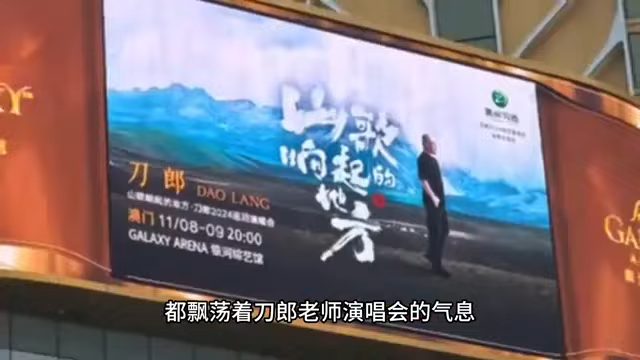 山歌
响起的
地方
刀郎 DAO LANG
山歌响起的地方·刀郎2024巡回演唱会
澳门 11/08-09 20:00
GALAXY ARENA 银河综艺馆
都飘荡着刀郎老师演唱会的气息